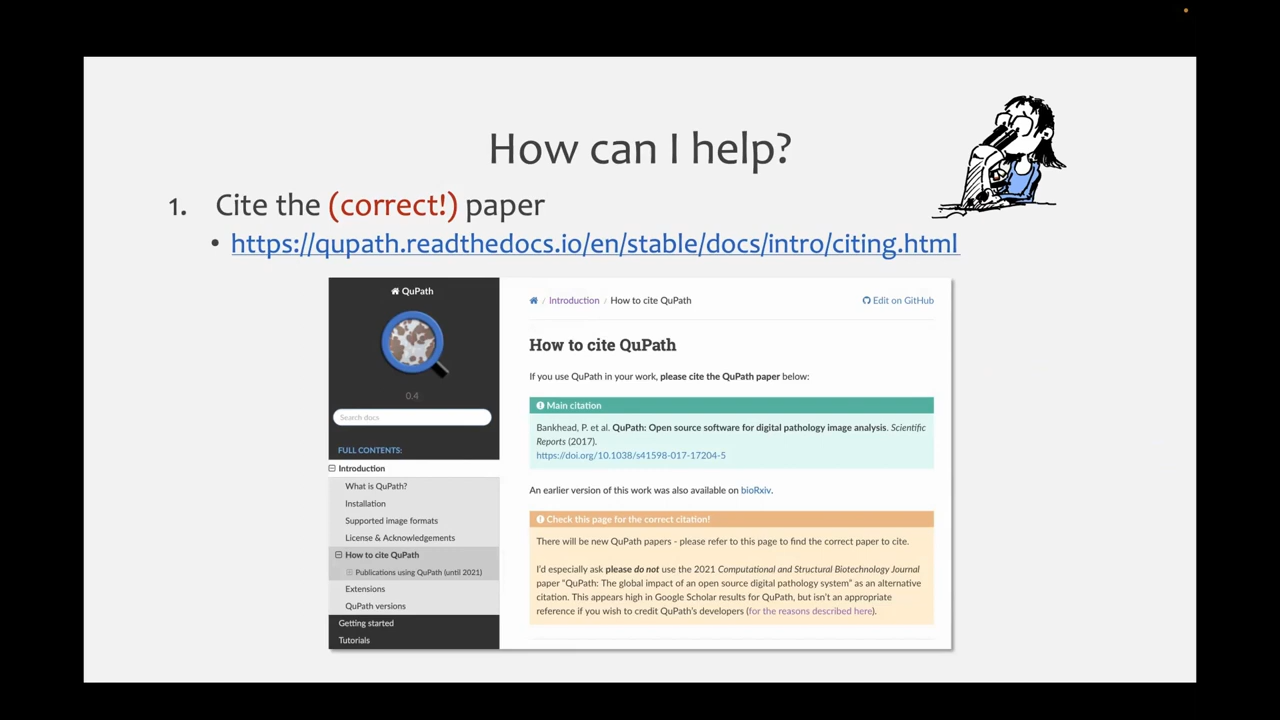 How can I help?
1. Cite the (correct!) paper
• https://qupath.readthedocs.io/en/stable/docs/intro/citing.html
QuPath
0.4
Search docs
FULL CONTENTS:
Introduction
What is QuPath?
Installation
Supported image formats
License & Acknowledgements
How to cite QuPath
Publications using QuPath (until 2021)
Extensions
QuPath versions
Getting started
Tutorials
/ Introduction / How to cite QuPath
Edit on GitHub
How to cite QuPath
If you use QuPath in your work, please cite the QuPath paper below:
Main citation
Bankhead, P. et al. QuPath: Open source software for digital pathology image analysis. Scientific
Reports (2017).
https://doi.org/10.1038/s41598-017-17204-5
An earlier version of this work was also available on bioRxiv.
Check this page for the correct citation!
There will be new QuPath papers - please refer to this page to find the correct paper to cite.
I'd especially ask please do not use the 2021 Computational and Structural Biotechnology Journal
paper "QuPath: The global impact of an open source digital pathology system" as an alternative
citation. This appears high in Google Scholar results for QuPath, but isn't an appropriate
reference if you wish to credit QuPath's developers (for the reasons described here).